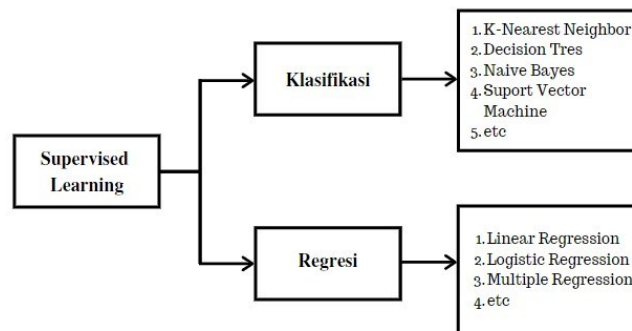 Supervised
Learning
Klasifikasi
1. K-Nearest Neighbor
2. Decision Tres
3. Naive Bayes
4. Suport Vector
Machine
5. etc
Regresi
1. Linear Regression
2. Logistic Regression
3. Multiple Regression
4. etc